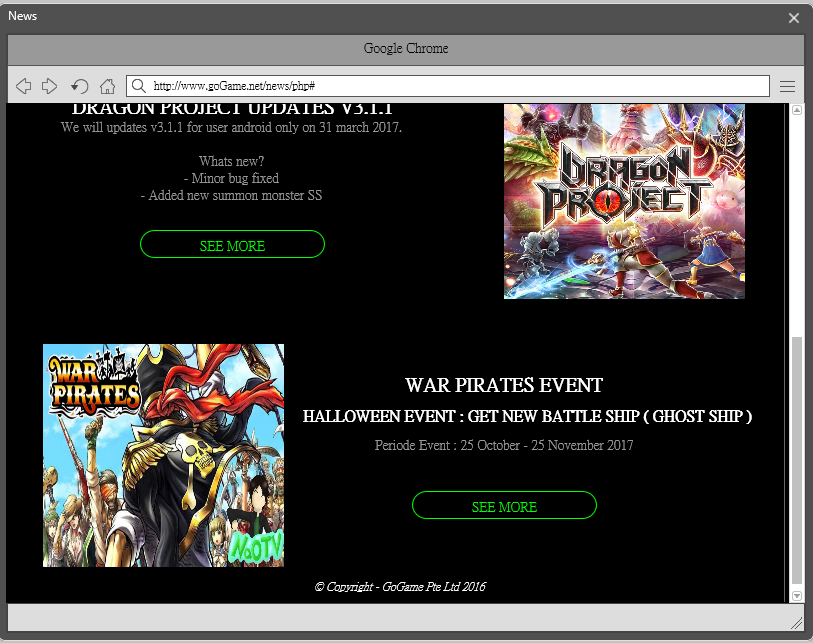 News
Google Chrome
http://www.goGame.net/news/php#
DRAGON PROJECT UPDATES V3.1.1
We will updates v3.1.1 for user android only on 31 march 2017.
Whats new?
- Minor bug fixed
- Added new summon monster SS
SEE MORE
DRAGON
PROJECT
WAR
PIRATES
NaOTV
WAR PIRATES EVENT
HALLOWEEN EVENT : GET NEW BATTLE SHIP ( GHOST SHIP )
Periode Event : 25 October - 25 November 2017
SEE MORE
© Copyright - GoGame Pte Ltd 2016